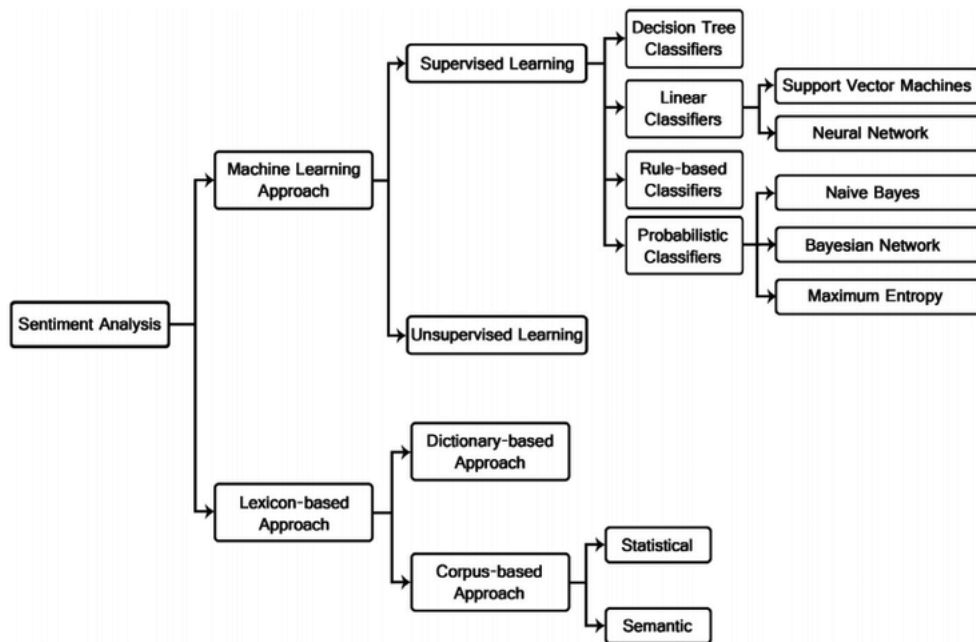 Decision Tree
Classifiers
Supervised Learning
Linear
Classifiers
Support Vector Machines
Neural Network
Machine Learning
Approach
Rule-based
Classifiers
Naive Bayes
Probabilistic
Classifiers
Bayesian Network
Maximum Entropy
Sentiment Analysis
Unsupervised Learning
Dictionary-based
Approach
Lexicon-based
Approach
Statistical
Corpus-based
Approach
Semantic